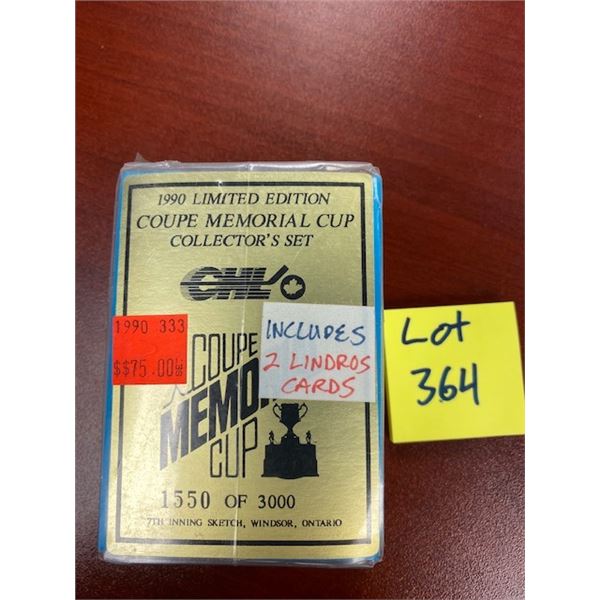 1990 LIMITED EDITION
COUPE MEMORIAL CUP
COLLECTOR'S SET
CHL
1990 333
$$75.00
INCLUDES
2 LINDROS
CARDS
Lot
364
COUPE
MEMO
CUP
1550 OF 3000
7TH INNING SKETCH, WINDSOR, ONTARIO